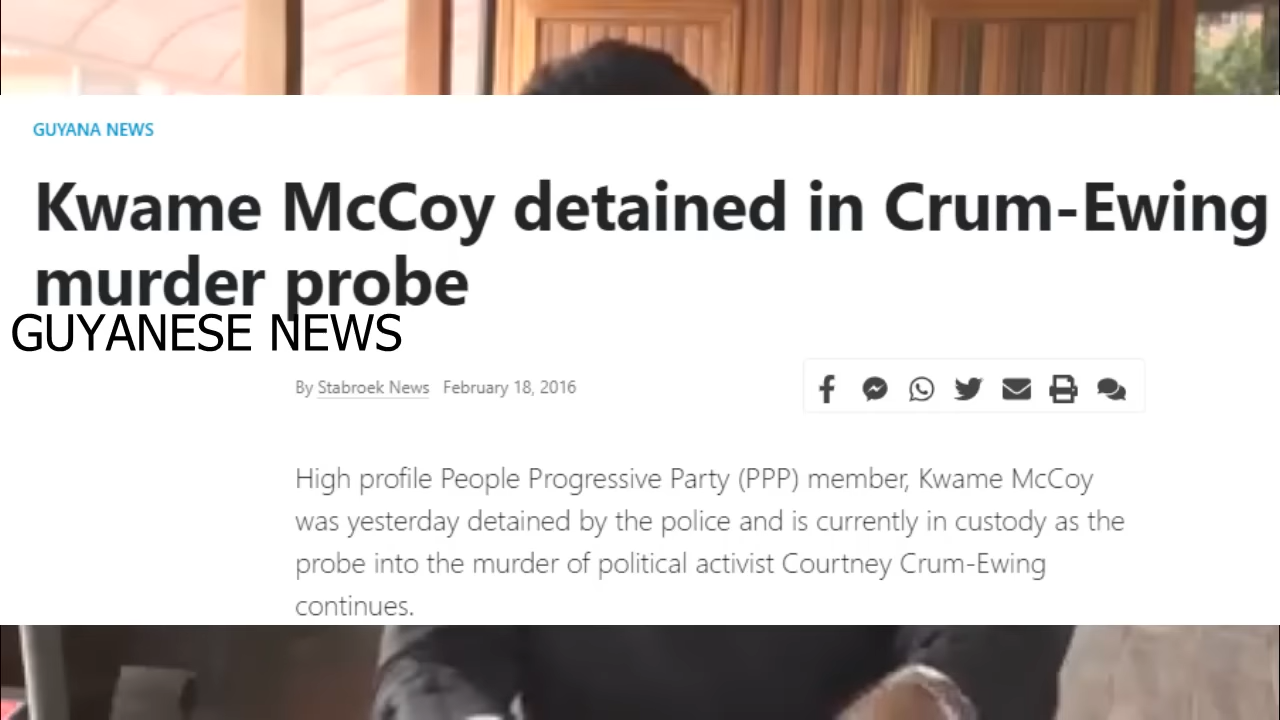 GUYANA NEWS
Kwame McCoy detained in Crum-Ewing
murder probe
GUYANESE NEWS
By Stabroek News February 18, 2016
High profile People Progressive Party (PPP) member, Kwame McCoy
was yesterday detained by the police and is currently in custody as the
probe into the murder of political activist Courtney Crum-Ewing
continues.